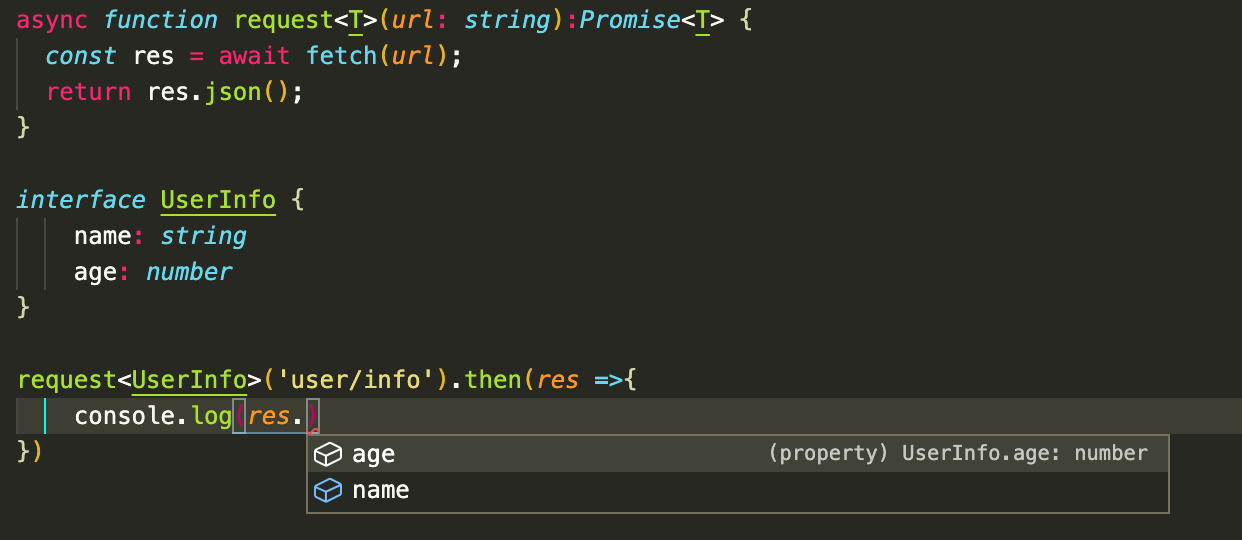 async function request<T>(url: string):Promise<T> {
  const res = await fetch(url);
  return res.json();
}

interface UserInfo {
    name: string
    age: number
}

request<UserInfo>('user/info').then(res =>{
    console.log(res.)
})
age (property) UserInfo.age: number
name